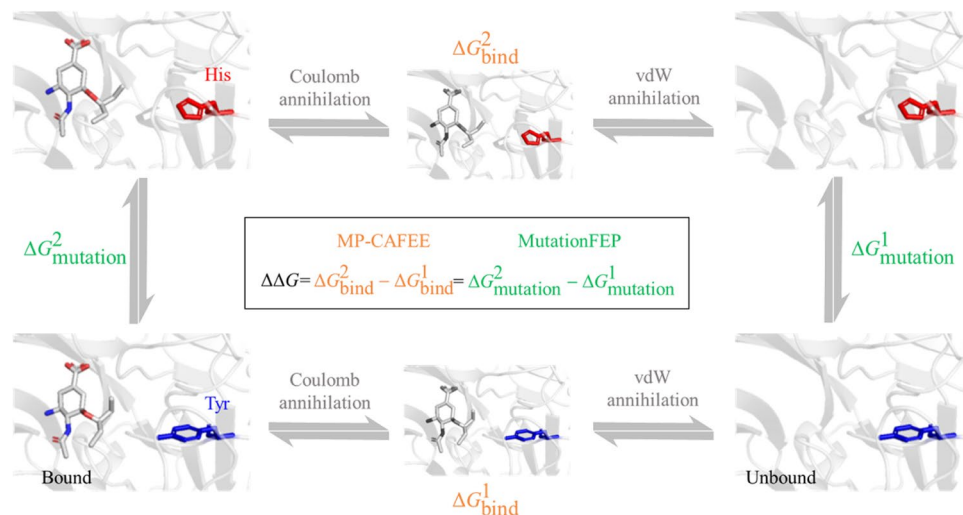 ΔG²bind
His
Coulomb
annihilation
vdW
annihilation
ΔG²mutation
MP-CAFEE MutationFEP
ΔΔG= ΔG²bind − ΔG¹bind = ΔG²mutation − ΔG¹mutation
ΔG¹mutation
Coulomb
annihilation
vdW
annihilation
Tyr
Bound
Unbound
ΔG¹bind